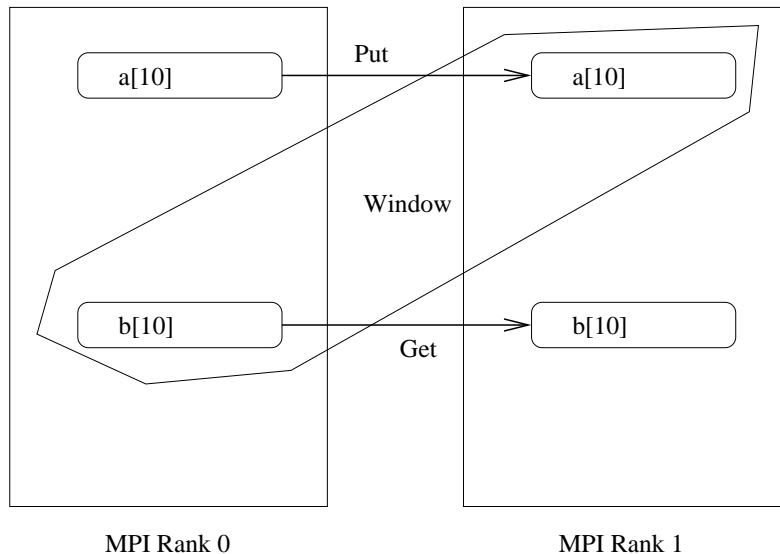 Put
a[10]
a[10]
Window
b[10]
b[10]
Get
MPI Rank 0
MPI Rank 1